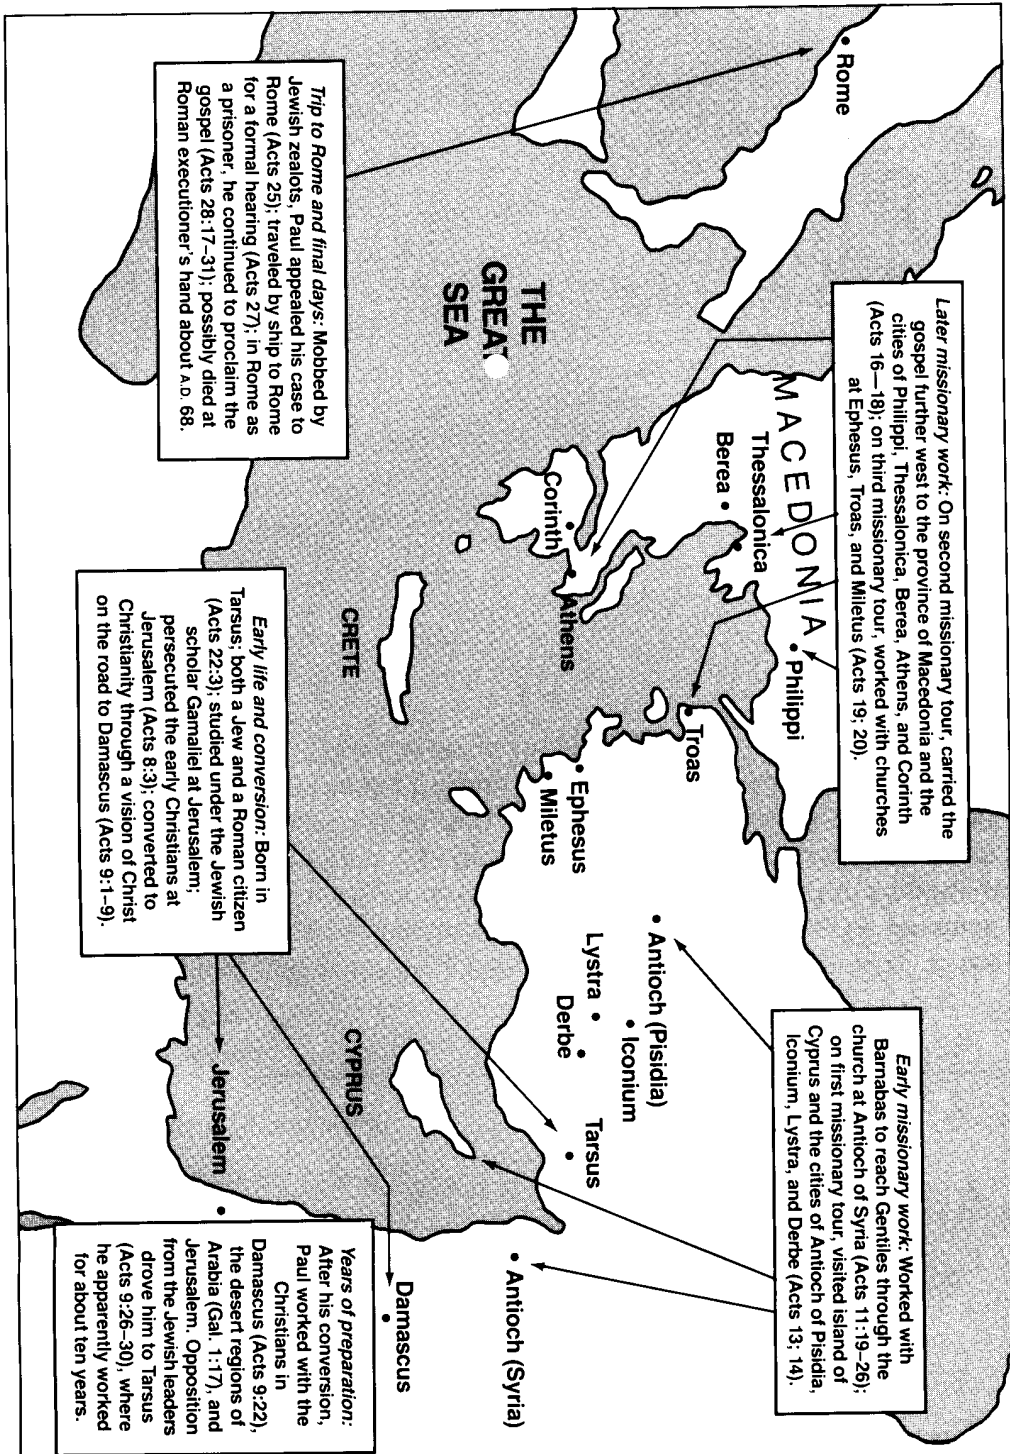 Rome
Later missionary work: On second missionary tour, carried the
gospel further west to the province of Macedonia and the
cities of Philippi, Thessalonica, Berea, Athens, and Corinth
(Acts 16—18); on third missionary tour, worked with churches
at Ephesus, Troas, and Miletus (Acts 19; 20).
Early missionary work: Worked with
Barnabas to reach Gentiles through the
church at Antioch of Syria (Acts 11:19–26);
on first missionary tour, visited island of
Cyprus and the cities of Antioch of Pisidia,
Iconium, Lystra, and Derbe (Acts 13; 14).
MACEDONIA
Philippi
Thessalonica
Berea
Troas
Antioch (Pisidia)
Iconium
Lystra
Derbe
Tarsus
Ephesus
Miletus
Corinth
Athens
Antioch (Syria)
THE
GREAT
SEA
CRETE
CYPRUS
Damascus
Jerusalem
Trip to Rome and final days: Mobbed by
Jewish zealots, Paul appealed his case to
Rome (Acts 25); traveled by ship to Rome
for a formal hearing (Acts 27); in Rome as
a prisoner, he continued to proclaim the
gospel (Acts 28:17–31); possibly died at
Roman executioner's hand about A.D. 68.
Early life and conversion: Born in
Tarsus; both a Jew and a Roman citizen
(Acts 22:3); studied under the Jewish
scholar Gamaliel at Jerusalem;
persecuted the early Christians at
Jerusalem (Acts 8:3); converted to
Christianity through a vision of Christ
on the road to Damascus (Acts 9:1–9).
Years of preparation:
After his conversion,
Paul worked with the
Christians in
Damascus (Acts 9:22),
the desert regions of
Arabia (Gal. 1:17), and
Jerusalem. Opposition
from the Jewish leaders
drove him to Tarsus
(Acts 9:26–30), where
he apparently worked
for about ten years.